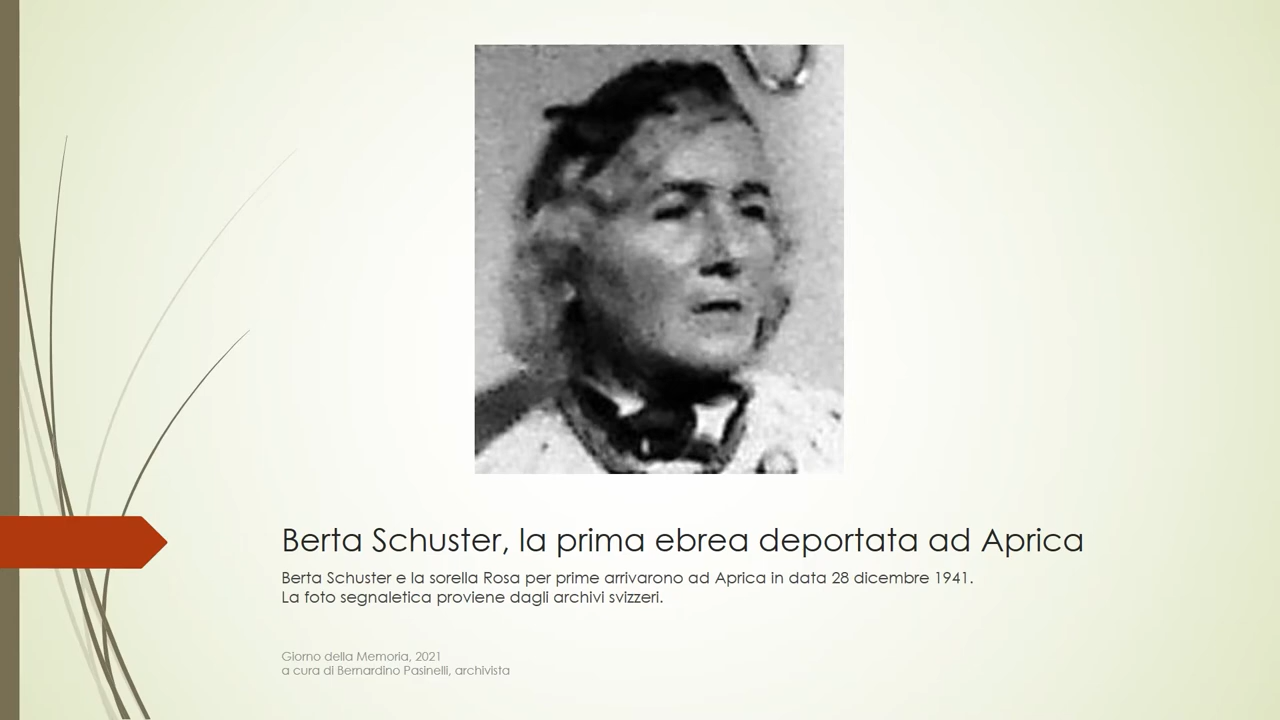 Berta Schuster, la prima ebrea deportata ad Aprica
Berta Schuster e la sorella Rosa per prime arrivarono ad Aprica in data 28 dicembre 1941.
La foto segnaletica proviene dagli archivi svizzeri.
Giorno della Memoria, 2021
a cura di Bernardino Pasinelli, archivista